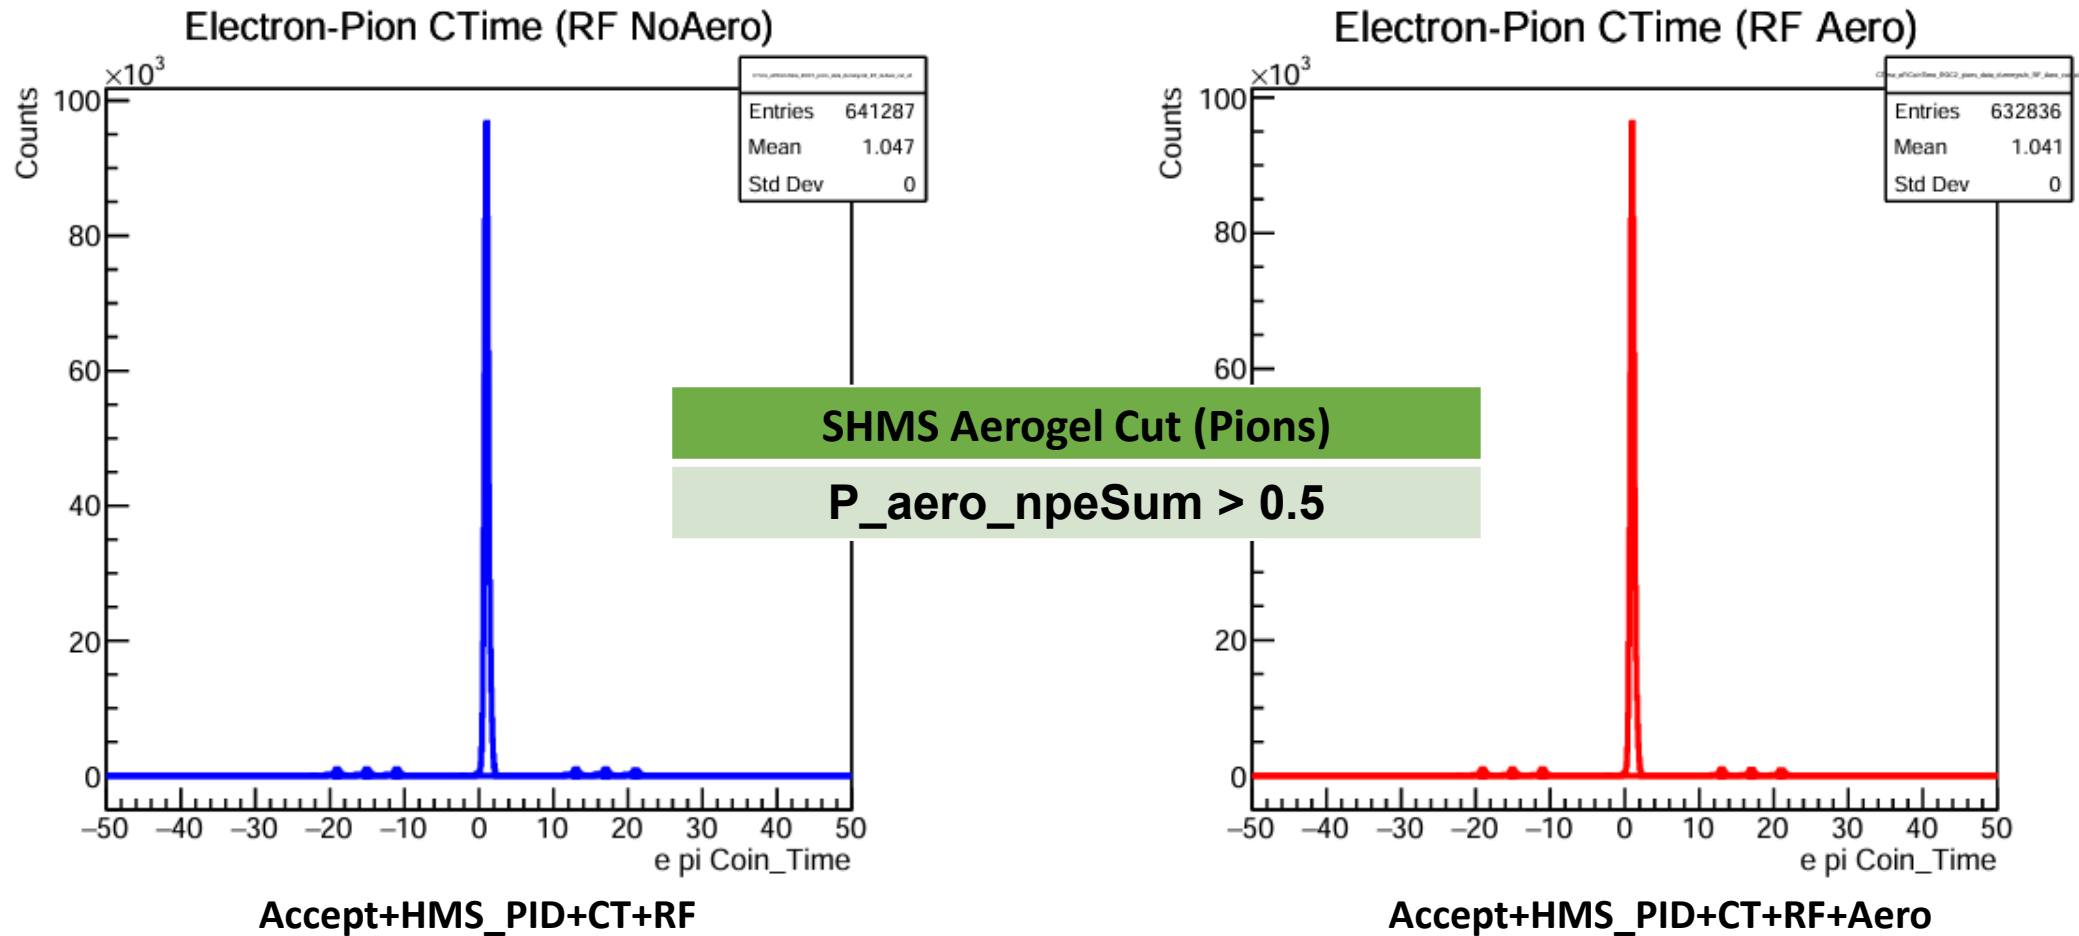 Electron-Pion CTime (RF NoAero)
×10³
Counts
100
80
60
40
20
0
Entries 641287
Mean 1.047
Std Dev 0
−50 −40 −30 −20 −10 0 10 20 30 40 50
e pi Coin_Time
Accept+HMS_PID+CT+RF
SHMS Aerogel Cut (Pions)
P_aero_npeSum > 0.5
Electron-Pion CTime (RF Aero)
×10³
Counts
100
80
60
20
0
Entries 632836
Mean 1.041
Std Dev 0
−50 −40 −30 −20 −10 0 10 20 30 40 50
e pi Coin_Time
Accept+HMS_PID+CT+RF+Aero